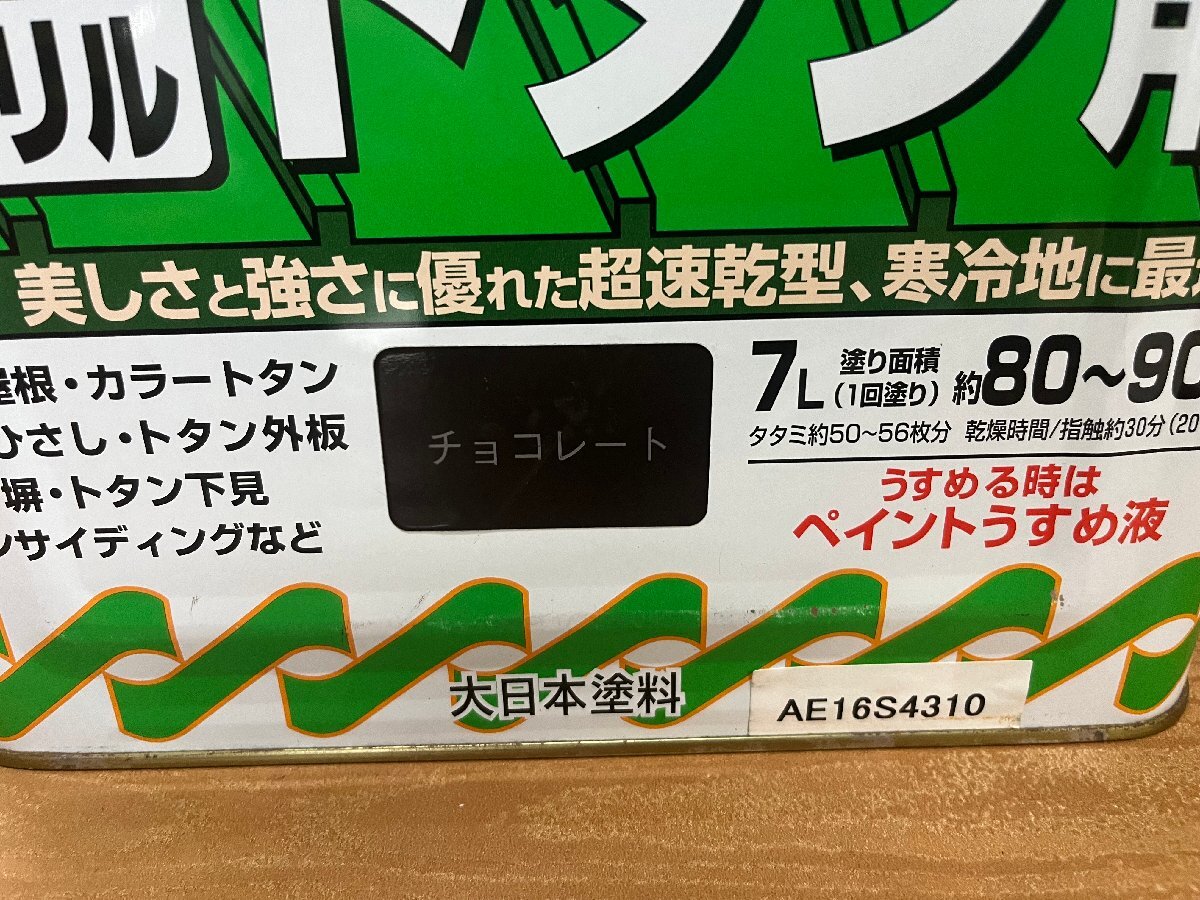 リル
トタン用
美しさと強さに優れた超速乾型、寒冷地に最
屋根・カラートタン
ひさし・トタン外板
塀・トタン下見
ンサイディングなど
チョコレート
7L 塗り面積(1回塗り) 約80〜90
タタミ約50〜56枚分 乾燥時間/指触約30分(20
うすめる時は
ペイントうすめ液
大日本塗料
AE16S4310